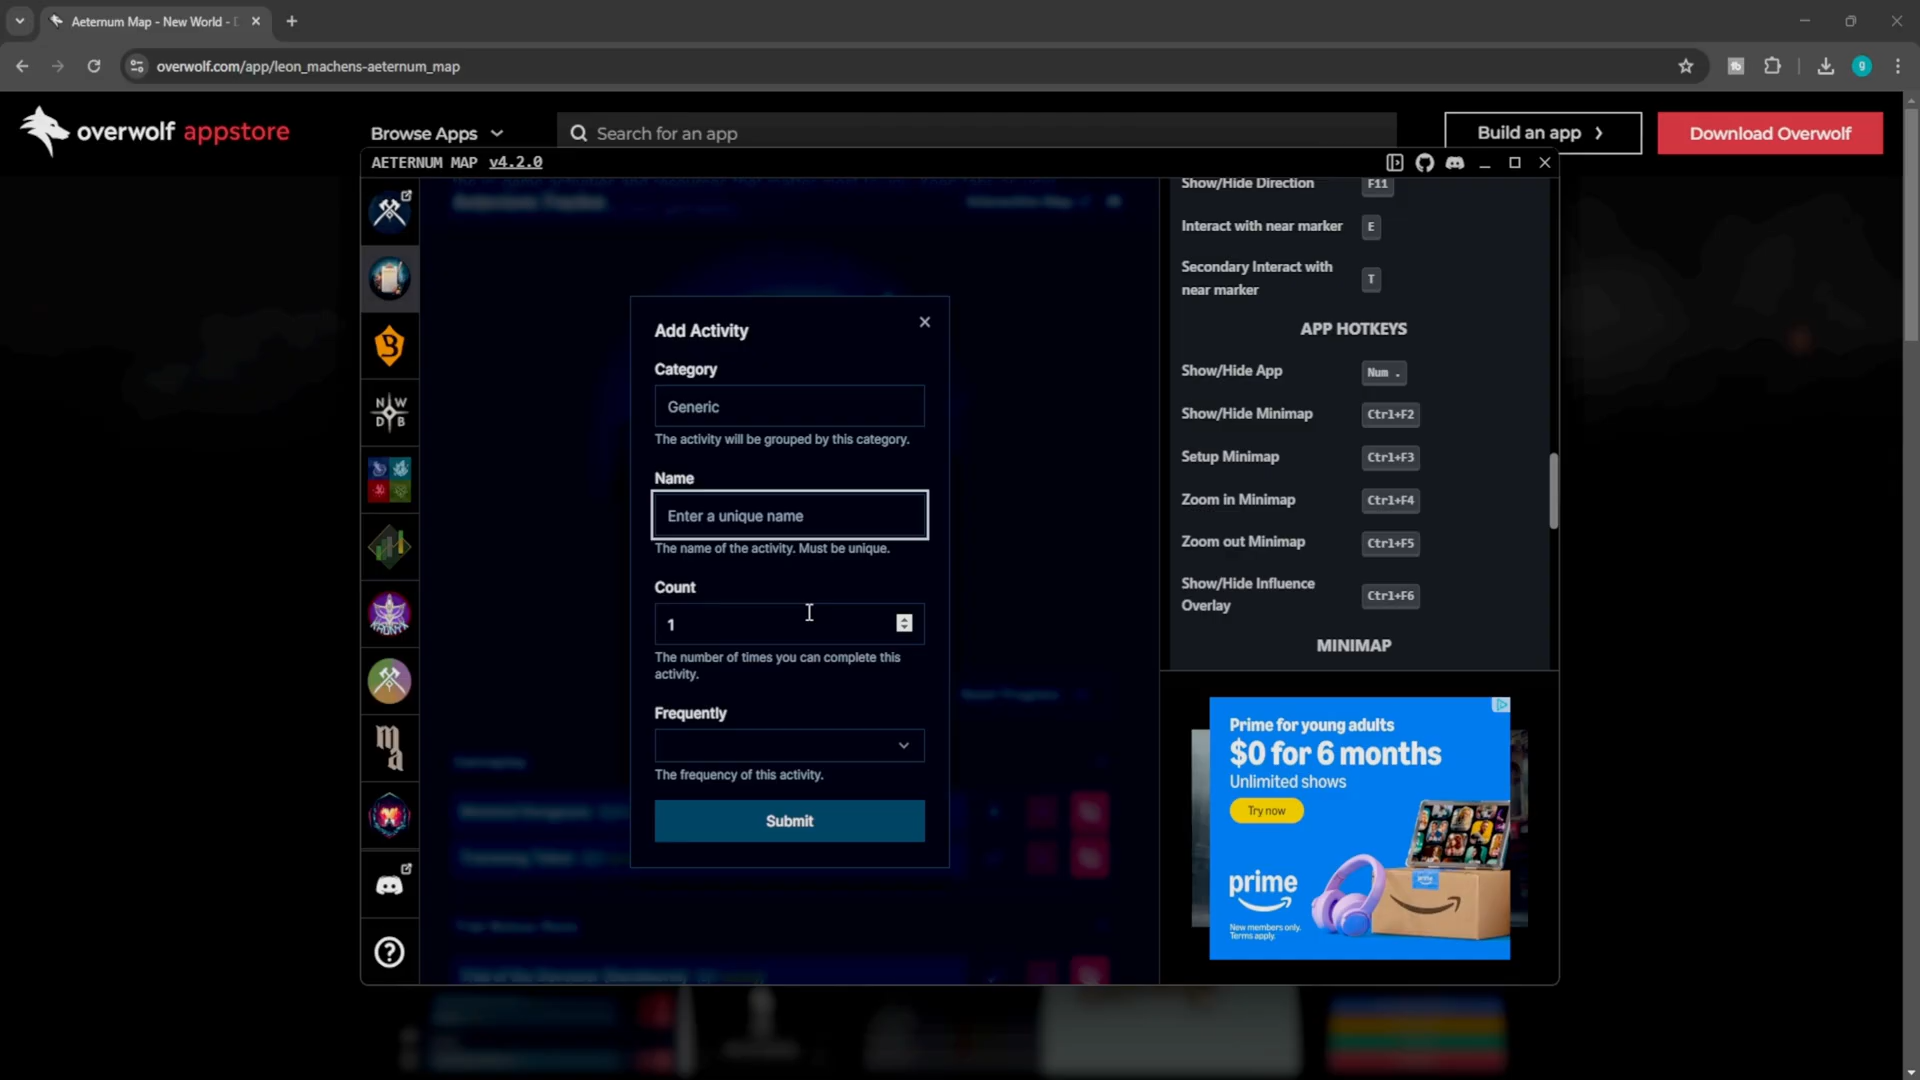 Aeternum Map - New World -
overwolf.com/app/leon_machens-aeternum_map
g
overwolf appstore
Browse Apps
Search for an app
Build an app
Download Overwolf
AETERNUM MAP v4.2.0
Add Activity
Category
Generic
The activity will be grouped by this category.
Name
Enter a unique name
The name of the activity. Must be unique.
Count
1
The number of times you can complete this
activity.
Frequently
The frequency of this activity.
Submit
Show/Hide Direction F11
Interact with near marker E
Secondary Interact with
near marker T
APP HOTKEYS
Show/Hide App Num .
Show/Hide Minimap Ctrl+F2
Setup Minimap Ctrl+F3
Zoom in Minimap Ctrl+F4
Zoom out Minimap Ctrl+F5
Show/Hide Influence
Overlay Ctrl+F6
MINIMAP
Prime for young adults
$0 for 6 months
Unlimited shows
Try now
prime
New members only.
Terms apply.
prime
NW
DB